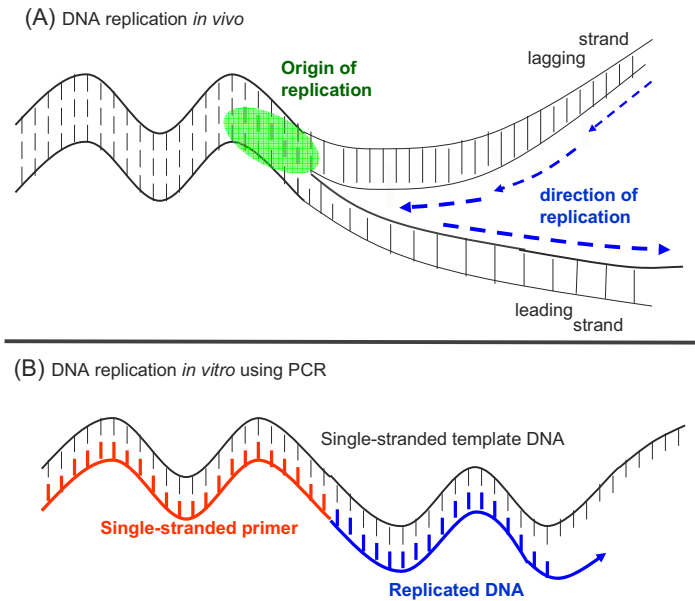 (A) DNA replication in vivo
strand
lagging
Origin of
replication
direction of
replication
leading
strand
(B) DNA replication in vitro using PCR
Single-stranded template DNA
Single-stranded primer
Replicated DNA